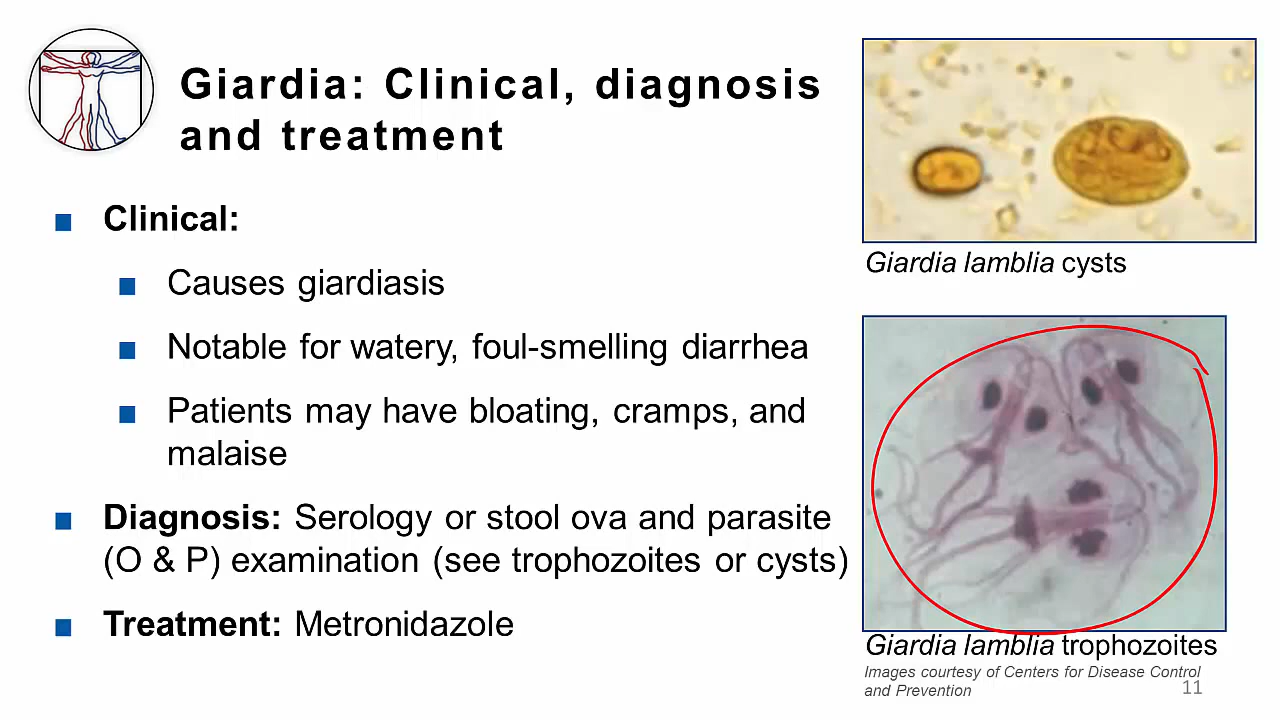 Giardia: Clinical, diagnosis
and treatment
■ Clinical:
■ Causes giardiasis
■ Notable for watery, foul-smelling diarrhea
■ Patients may have bloating, cramps, and
malaise
■ Diagnosis: Serology or stool ova and parasite
(O & P) examination (see trophozoites or cysts)
■ Treatment: Metronidazole
Giardia lamblia cysts
Giardia lamblia trophozoites
Images courtesy of Centers for Disease Control
and Prevention
11